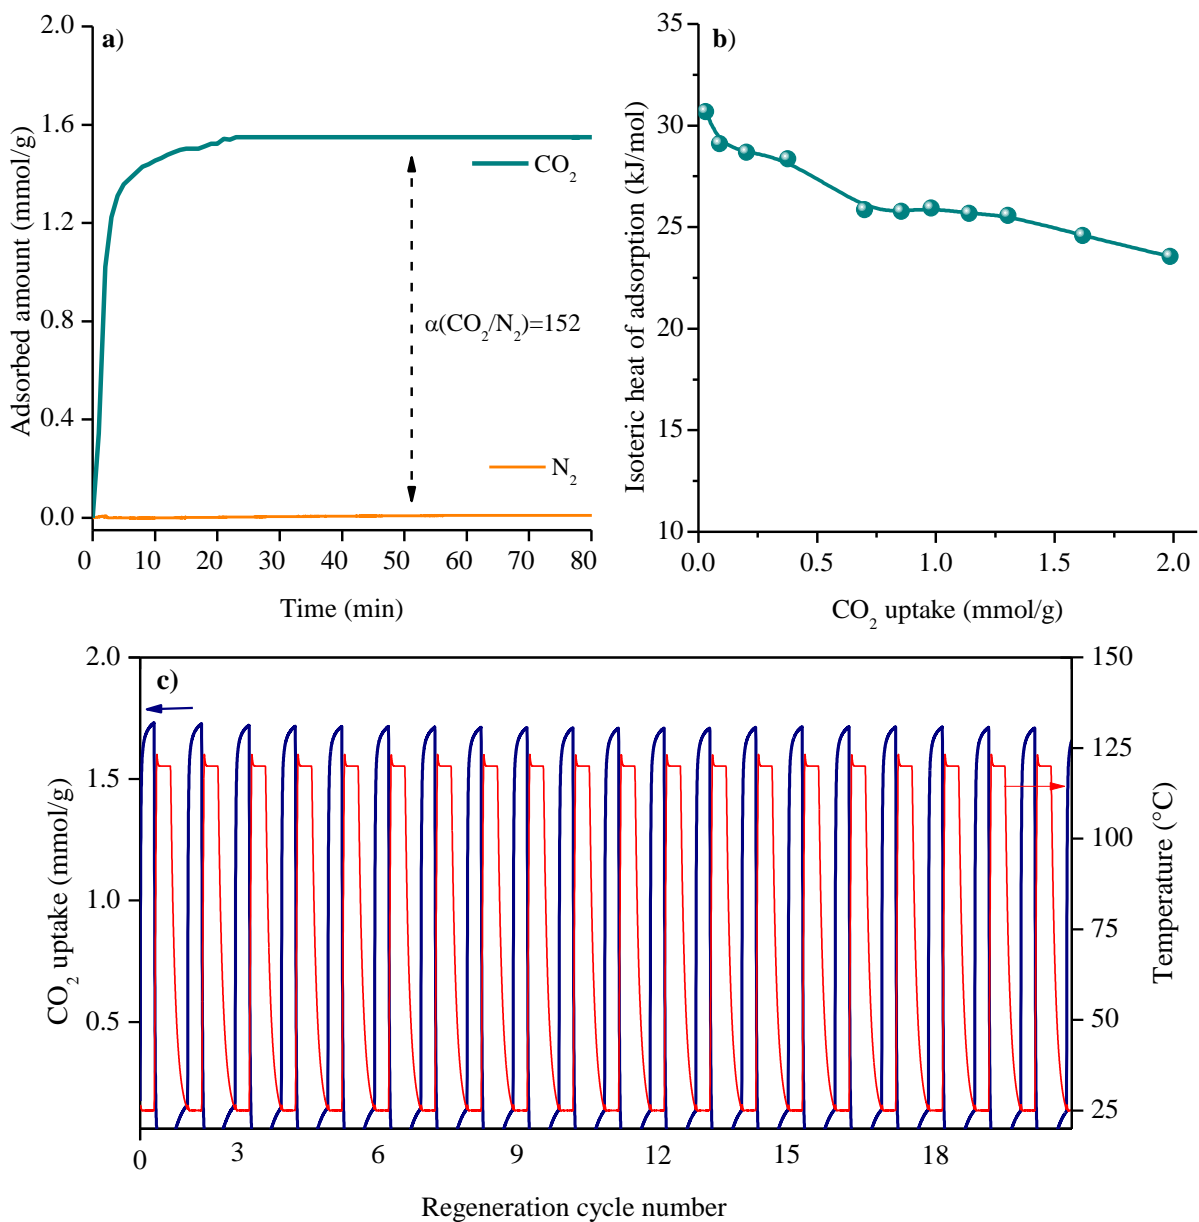 a)
2.0
1.6
1.2
0.8
0.4
0.0
Adsorbed amount (mmol/g)
CO₂
α(CO₂/N₂)=152
N₂
0 10 20 30 40 50 60 70 80
Time (min)
b)
35
30
25
20
15
10
Isoteric heat of adsorption (kJ/mol)
0.0 0.5 1.0 1.5 2.0
CO₂ uptake (mmol/g)
c)
2.0
1.5
1.0
0.5
CO₂ uptake (mmol/g)
150
125
100
75
50
25
Temperature (°C)
0 3 6 9 12 15 18
Regeneration cycle number